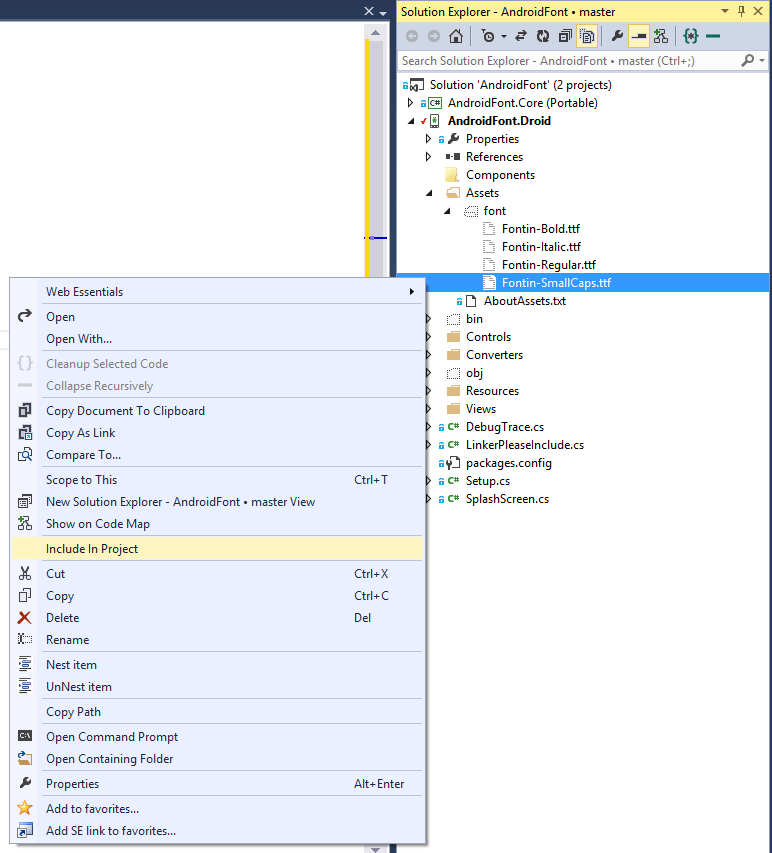 Solution Explorer - AndroidFont • master
Search Solution Explorer - AndroidFont • master (Ctrl+;)
Solution 'AndroidFont' (2 projects)
C# AndroidFont.Core (Portable)
AndroidFont.Droid
Properties
References
Components
Assets
font
Fontin-Bold.ttf
Fontin-Italic.ttf
Fontin-Regular.ttf
Fontin-SmallCaps.ttf
AboutAssets.txt
bin
Controls
Converters
obj
Resources
Views
C# DebugTrace.cs
C# LinkerPleaseInclude.cs
packages.config
C# Setup.cs
C# SplashScreen.cs
Web Essentials
Open
Open With...
Cleanup Selected Code
Collapse Recursively
Copy Document To Clipboard
Copy As Link
Compare To...
Scope to This Ctrl+T
New Solution Explorer - AndroidFont • master View
Show on Code Map
Include In Project
Cut Ctrl+X
Copy Ctrl+C
Delete Del
Rename
Nest item
UnNest item
Copy Path
C:\ Open Command Prompt
Open Containing Folder
Properties Alt+Enter
Add to favorites...
Add SE link to favorites...